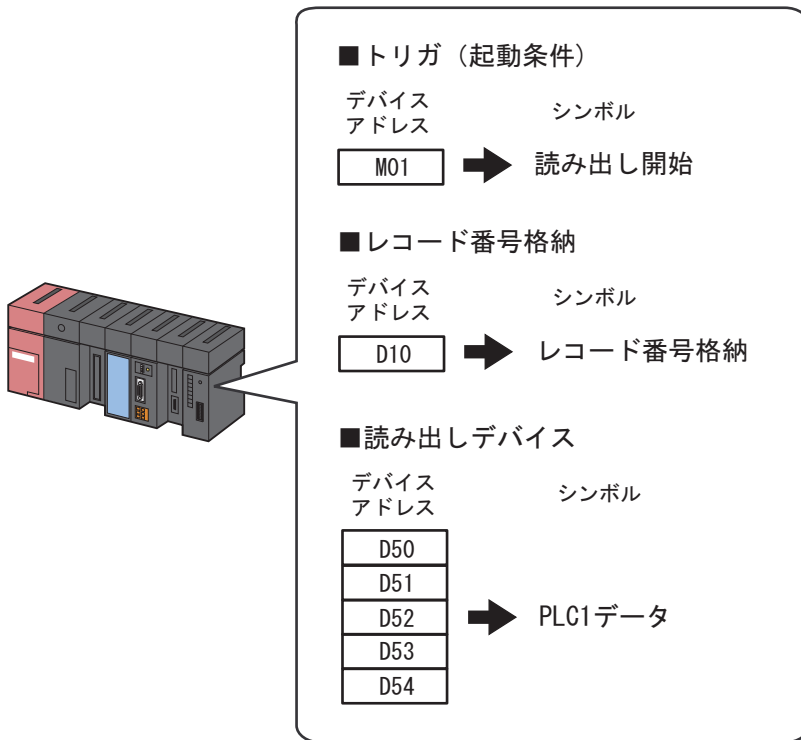 ■トリガ（起動条件）
デバイス
アドレス
シンボル
M01
読み出し開始
■レコード番号格納
デバイス
アドレス
シンボル
D10
レコード番号格納
■読み出しデバイス
デバイス
アドレス
シンボル
D50
D51
D52
PLC1データ
D53
D54